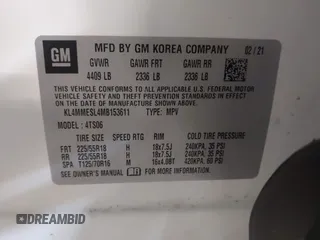 GM
MFD BY GM KOREA COMPANY 02/21
GVWR GAWR FRT GAWR RR
4409 LB 2336 LB 2336 LB
THIS VEHICLE CONFORMS TO ALL APPLICABLE U.S. FEDERAL MOTOR
VEHICLE SAFETY AND THEFT PREVENTION STANDARDS IN EFFECT ON
THE DATE OF MANUFACTURE SHOWN ABOVE.
KL4MMESL4MB153611 TYPE: MPV
MODEL: 4TS06
TIRE SIZE SPEED RTG RIM COLD TIRE PRESSURE
FRT 225/55R18 H 18x7.5J 240KPA, 35 PSI
RR 225/55R18 H 18x7.5J 240KPA, 35 PSI
SPA T125/70R16 M 16x4.00T 420KPA, 60 PSI
SEE OWNER'S MANUAL FOR ADDITIONAL INFORMATION.
DREAMBID